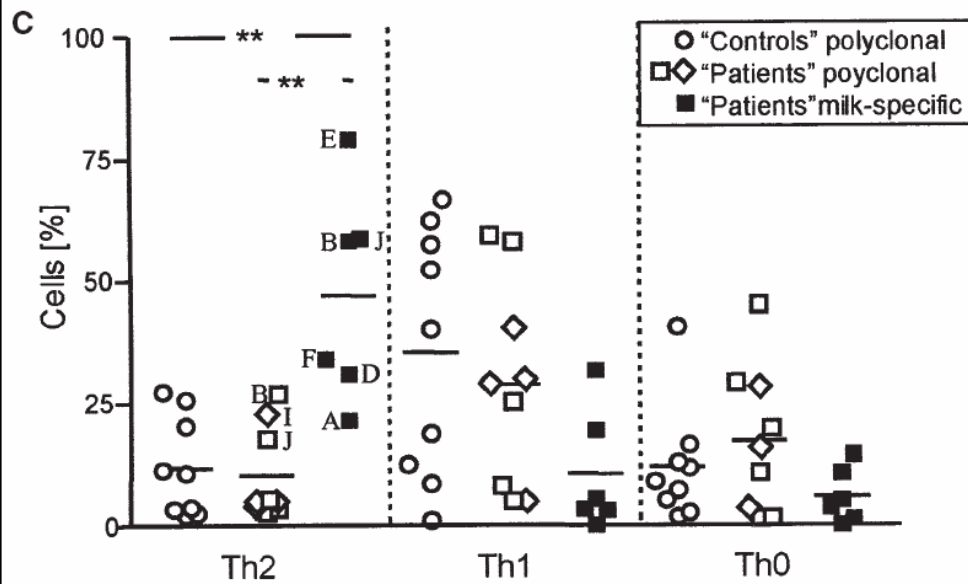 C
100
**
**
"Controls" polyclonal
"Patients" poyclonal
"Patients"milk-specific
E
75
B J
Cells [%]
50
F D
A
25
B
I
J
0
Th2 Th1 Th0